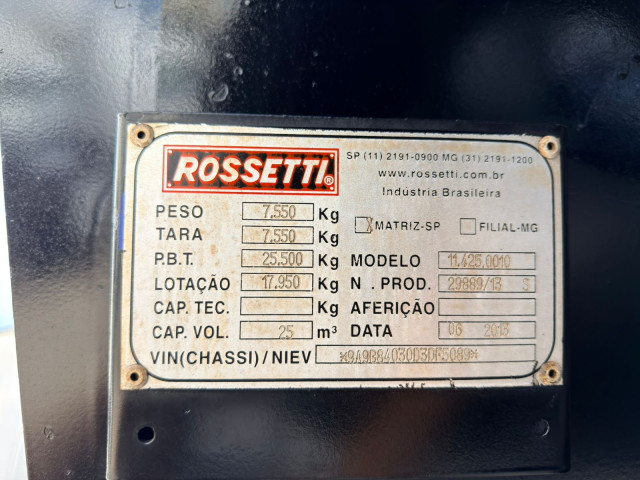 ROSSETTI®
SP (11) 2191-0900 MG (31) 2191-1200
www.rossetti.com.br
Indústria Brasileira
PESO 7.550 Kg
TARA 7.550 Kg X MATRIZ-SP FILIAL-MG
P.B.T. 25.500 Kg MODELO 11.425.0010
LOTAÇÃO 17.950 Kg N . PROD. 29889/13 S
CAP. TEC. Kg AFERIÇÃO
CAP. VOL. 25 m³ DATA 06 2013
VIN(CHASSI)/NIEV